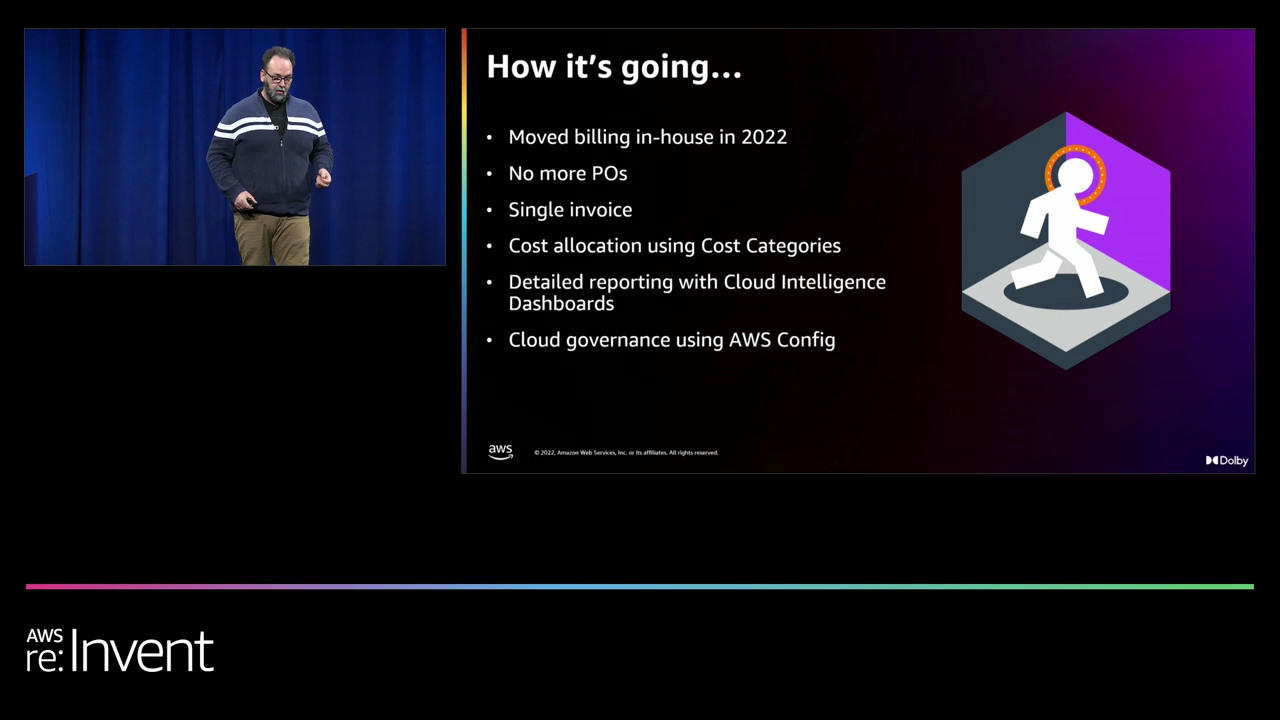 How it's going...
• Moved billing in-house in 2022
• No more POs
• Single invoice
• Cost allocation using Cost Categories
• Detailed reporting with Cloud Intelligence
Dashboards
• Cloud governance using AWS Config
aws
© 2022, Amazon Web Services, Inc. or its affiliates. All rights reserved.
Dolby
AWS
re:Invent